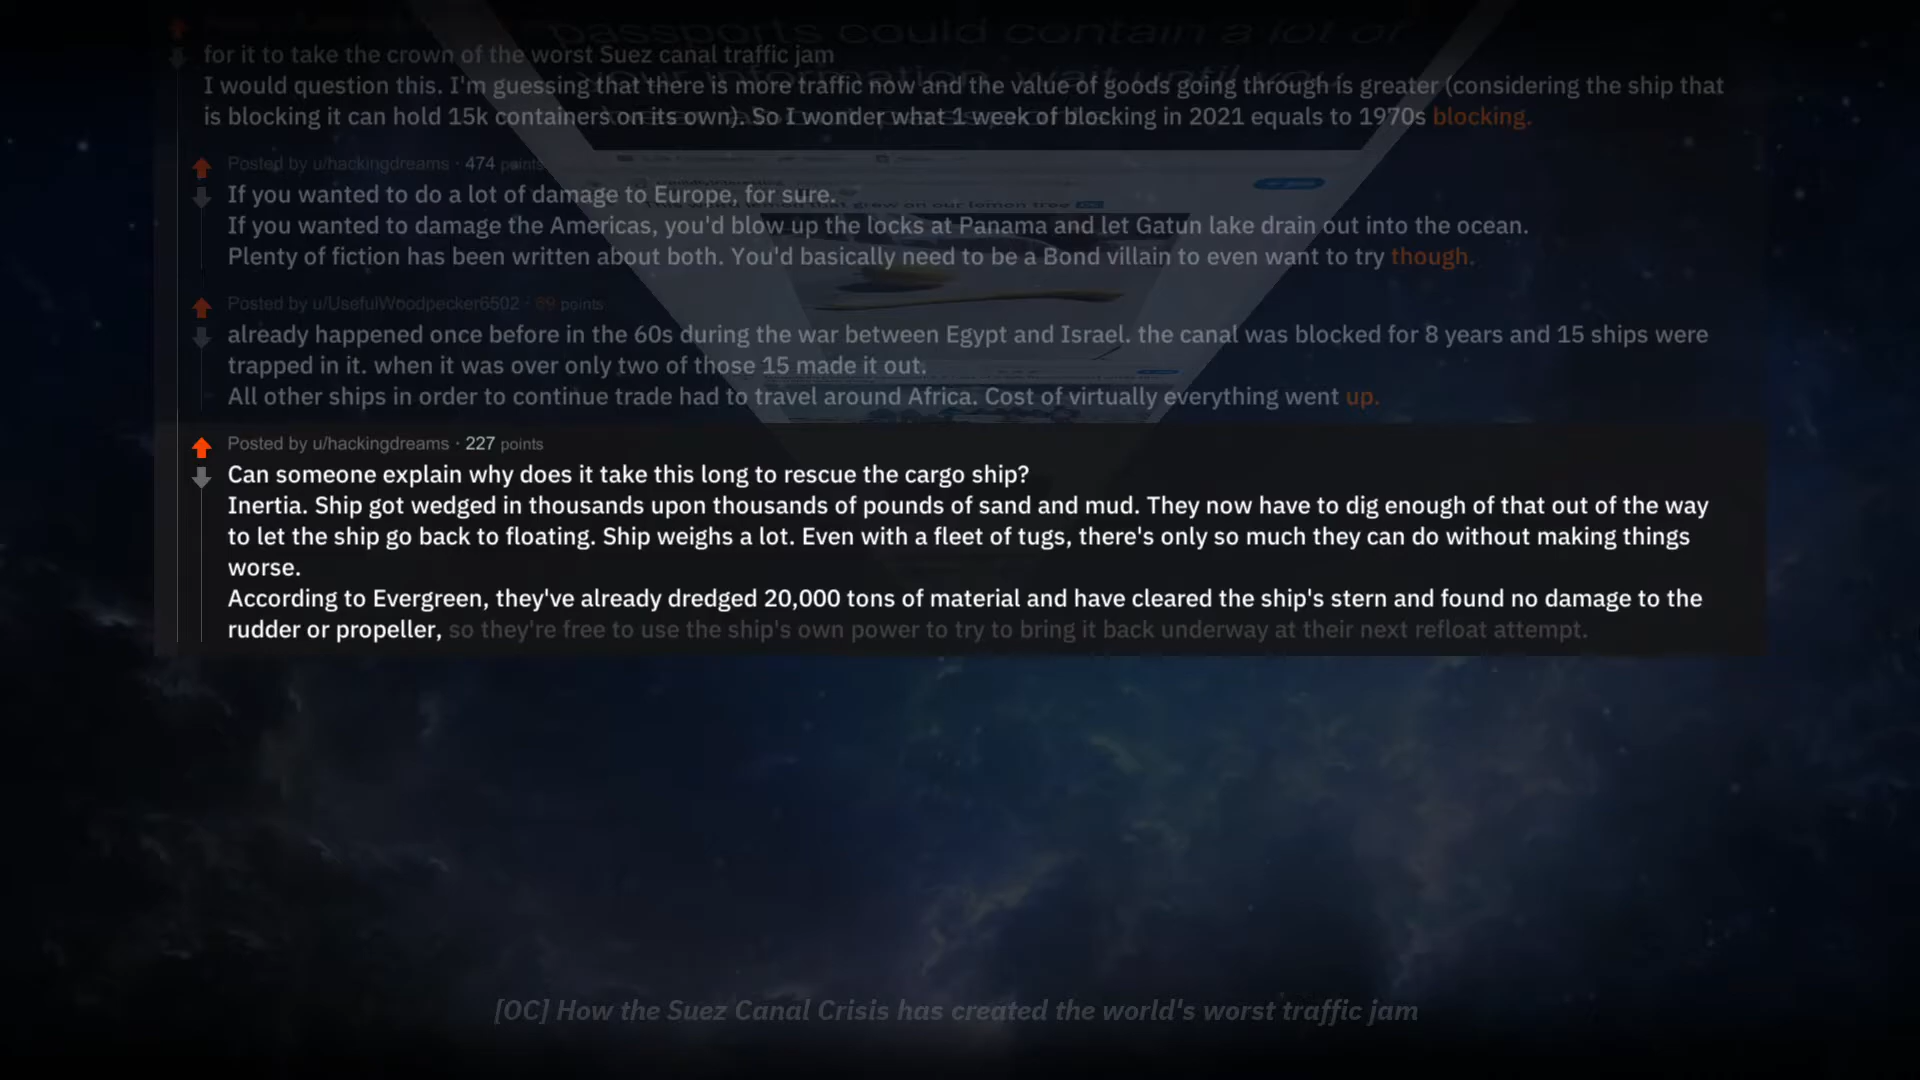 passports could contain a lot of
your information, wait until you
for it to take the crown of the worst Suez canal traffic jam
I would question this. I'm guessing that there is more traffic now and the value of goods going through is greater (considering the ship that
is blocking it can hold 15k containers on its own). So I wonder what 1 week of blocking in 2021 equals to 1970s blocking.
Posted by u/hackingdreams · 474 points
If you wanted to do a lot of damage to Europe, for sure.
If you wanted to damage the Americas, you'd blow up the locks at Panama and let Gatun lake drain out into the ocean.
Plenty of fiction has been written about both. You'd basically need to be a Bond villain to even want to try though.
Posted by u/UsefulWoodpecker6502 · 69 points
already happened once before in the 60s during the war between Egypt and Israel. the canal was blocked for 8 years and 15 ships were
trapped in it. when it was over only two of those 15 made it out.
All other ships in order to continue trade had to travel around Africa. Cost of virtually everything went up.
Posted by u/hackingdreams · 227 points
Can someone explain why does it take this long to rescue the cargo ship?
Inertia. Ship got wedged in thousands upon thousands of pounds of sand and mud. They now have to dig enough of that out of the way
to let the ship go back to floating. Ship weighs a lot. Even with a fleet of tugs, there's only so much they can do without making things
worse.
According to Evergreen, they've already dredged 20,000 tons of material and have cleared the ship's stern and found no damage to the
rudder or propeller, so they're free to use the ship's own power to try to bring it back underway at their next refloat attempt.
[OC] How the Suez Canal Crisis has created the world's worst traffic jam